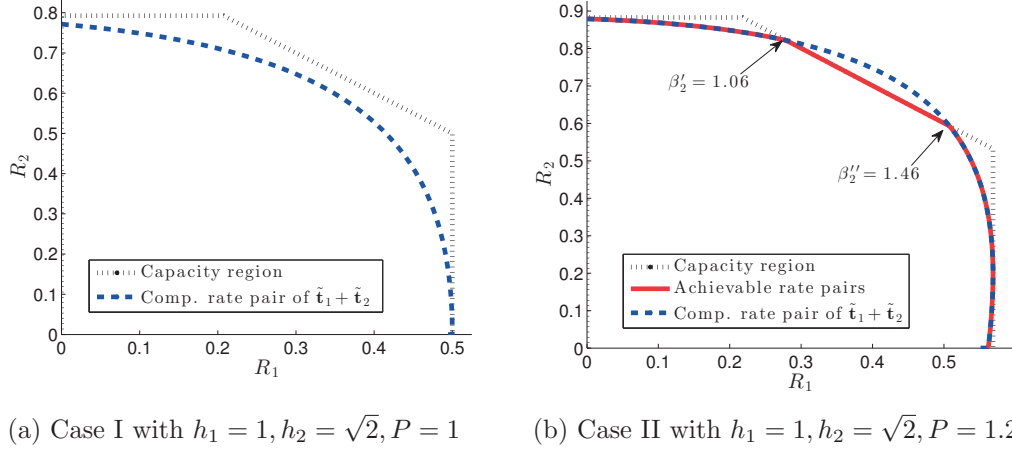 0.8
0.7
0.6
0.5
0.4
0.3
0.2
0.1
0
R₂
Capacity region
Comp. rate pair of t̃₁ + t̃₂
0 0.1 0.2 0.3 0.4 0.5
R₁
(a) Case I with h₁ = 1, h₂ = √2, P = 1
0.9
0.8
0.7
0.6
0.5
0.4
0.3
0.2
0.1
0
R₂
β₂′ = 1.06
β₂′′ = 1.46
Capacity region
Achievable rate pairs
Comp. rate pair of t̃₁ + t̃₂
0 0.1 0.2 0.3 0.4 0.5
R₁
(b) Case II with h₁ = 1, h₂ = √2, P = 1.2